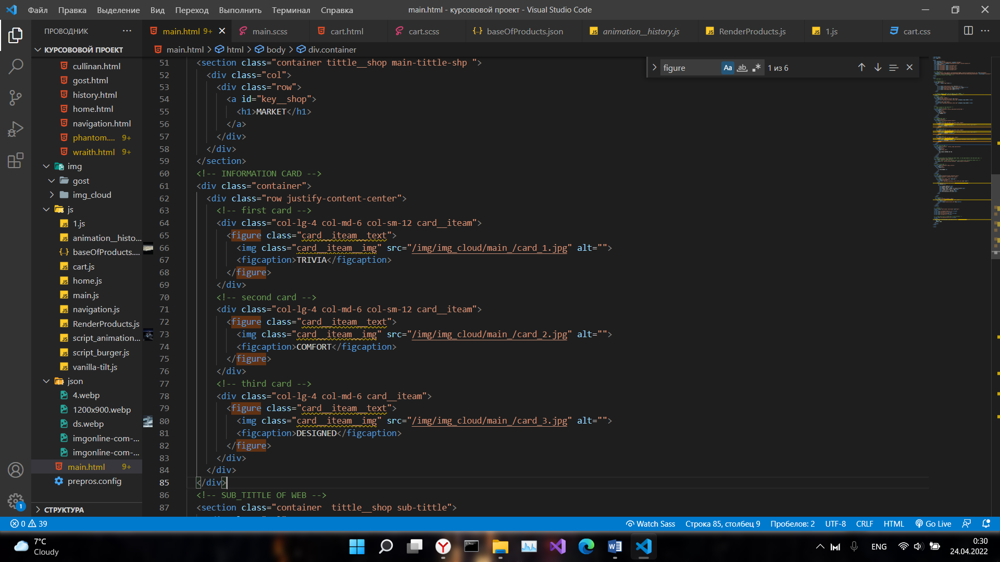 Файл Правка Выделение Вид Переход Выполнить Терминал Справка
main.html - курсововой проект - Visual Studio Code
ПРОВОДНИК ···
main.html 9+
main.scss
cart.html
cart.scss
baseOfProducts.json
animation__history.js
RenderProducts.js
1.js
cart.css
КУРСОВОВОЙ ПРОЕКТ
cullinan.html
gost.html
history.html
home.html
navigation.html
phantom.... 9+
wraith.html 9+
img
gost
img_cloud
js
1.js
animation__histo...
baseOfProducts....
cart.js
home.js
main.js
navigation.js
RenderProducts.js
script_animation...
script_burger.js
vanilla-tilt.js
json
4.webp
1200x900.webp
ds.webp
imgonline-com-...
imgonline-com-...
main.html 9+
prepros.config
СТРУКТУРА
main.html > html > body > div.container
figure Aa ab 1 из 6
51 <section class="container tittle__shop main-tittle-shp ">
52 <div class="col">
53 <div class="row">
54 <a id="key__shop">
55 <h1>MARKET</h1>
56 </a>
57 </div>
58 </div>
59 </section>
60 <!-- INFORMATION CARD -->
61 <div class="container">
62 <div class="row justify-content-center">
63 <!-- first card -->
64 <div class="col-lg-4 col-md-6 col-sm-12 card__iteam">
65 <figure class="card__iteam__text">
66 <img class="card__iteam__img" src="/img/img_cloud/main_/card_1.jpg" alt="">
67 <figcaption>TRIVIA</figcaption>
68 </figure>
69 </div>
70 <!-- second card -->
71 <div class="col-lg-4 col-md-6 col-sm-12 card__iteam">
72 <figure class="card__iteam__text">
73 <img class="card__iteam__img" src="/img/img_cloud/main_/card_2.jpg" alt="">
74 <figcaption>COMFORT</figcaption>
75 </figure>
76 </div>
77 <!-- third card -->
78 <div class="col-lg-4 col-md-6 card__iteam">
79 <figure class="card__iteam__text">
80 <img class="card__iteam__img" src="/img/img_cloud/main_/card_3.jpg" alt="">
81 <figcaption>DESIGNED</figcaption>
82 </figure>
83 </div>
84 </div>
85 </div>
86 <!-- SUB_TITTLE OF WEB -->
87 <section class="container  tittle__shop sub-tittle">
1
0 39
Watch Sass Строка 85, столбец 9 Пробелов: 2 UTF-8 CRLF HTML Go Live
7°C
Cloudy
ENG
0:30
24.04.2022